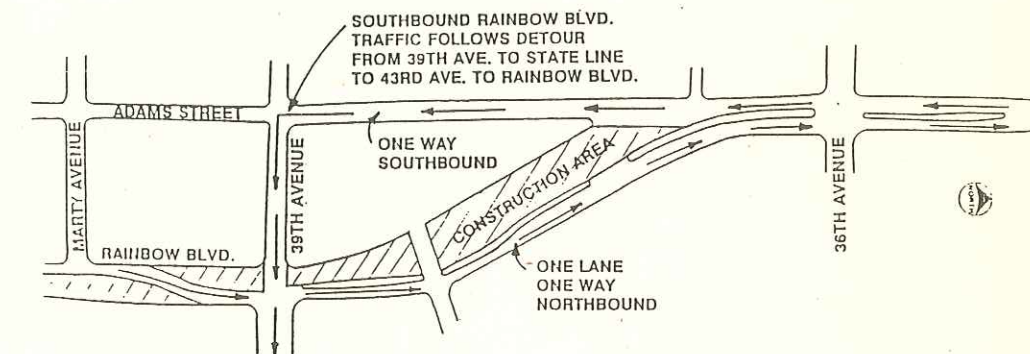 SOUTHBOUND RAINBOW BLVD.
TRAFFIC FOLLOWS DETOUR
FROM 39TH AVE. TO STATE LINE
TO 43RD AVE. TO RAINBOW BLVD.
ADAMS STREET
MARTY AVENUE
ONE WAY
SOUTHBOUND
39TH AVENUE
CONSTRUCTION AREA
36TH AVENUE
RAINBOW BLVD.
ONE LANE
ONE WAY
NORTHBOUND
NORTH